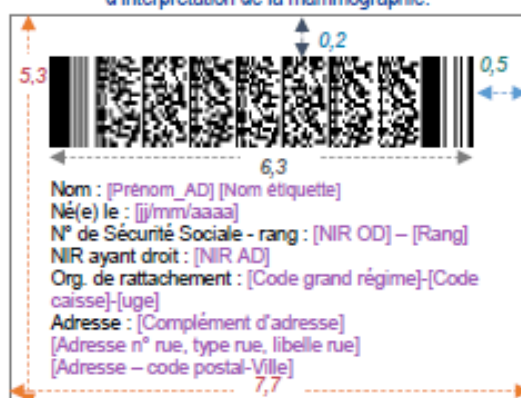 d'interprétation de la mammographie.
0,2
5,3
0,5
6,3
Nom : [Prénom_AD] [Nom étiquette]
Né(e) le : [jj/mm/aaaa]
N° de Sécurité Sociale - rang : [NIR OD] – [Rang]
NIR ayant droit : [NIR AD]
Org. de rattachement : [Code grand régime]-[Code
caisse]-[uge]
Adresse : [Complément d'adresse]
[Adresse n° rue, type rue, libelle rue]
[Adresse – code postal-Ville]
7,7